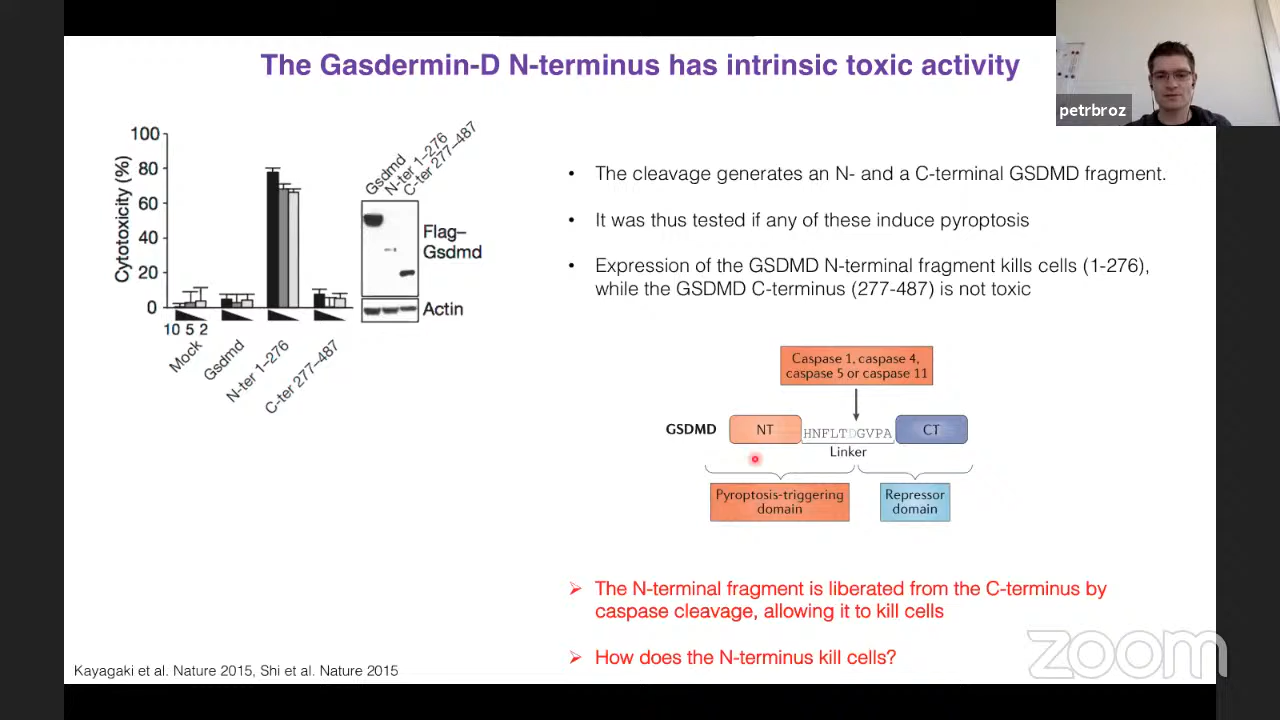 The Gasdermin-D N-terminus has intrinsic toxic activity
petrbroz
100
80
60
40
20
0
Cytotoxicity (%)
10 5 2
Mock
Gsdmd
N-ter 1–276
C-ter 277–487
Gsdmd
N-ter 1–276
C-ter 277–487
Flag–
Gsdmd
Actin
• The cleavage generates an N- and a C-terminal GSDMD fragment.
• It was thus tested if any of these induce pyroptosis
• Expression of the GSDMD N-terminal fragment kills cells (1-276),
while the GSDMD C-terminus (277-487) is not toxic
Caspase 1, caspase 4,
caspase 5 or caspase 11
GSDMD
NT
HNFLTDGVPA
CT
Linker
Pyroptosis-triggering
domain
Repressor
domain
➢ The N-terminal fragment is liberated from the C-terminus by
caspase cleavage, allowing it to kill cells
➢ How does the N-terminus kill cells?
Kayagaki et al. Nature 2015, Shi et al. Nature 2015
zoom